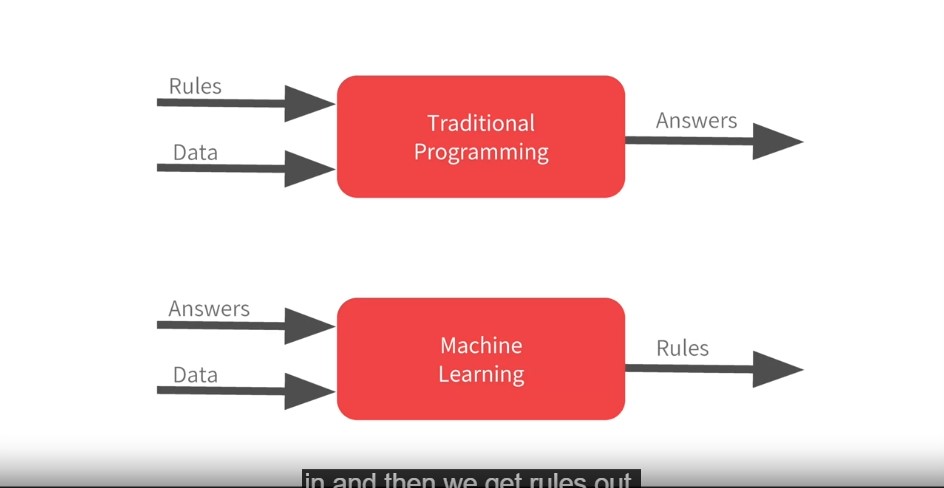 Rules
Data
Traditional
Programming
Answers
Answers
Data
Machine
Learning
Rules
in and then we get rules out